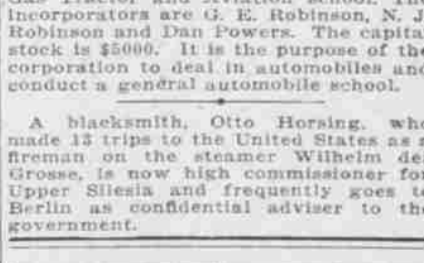 Gas Tractor and Aviation School. The
incorporators are G. E. Robinson, N. J
Robinson and Dan Powers. The capita
stock is $5000. It is the purpose of the
corporation to deal in automobiles and
conduct a general automobile school.
A blacksmith, Otto Horsing, who
made 13 trips to the United States as a
fireman on the steamer Wilhelm de
Grosse, is now high commissioner for
Upper Silesia and frequently goes to
Berlin as confidential adviser to the
government.